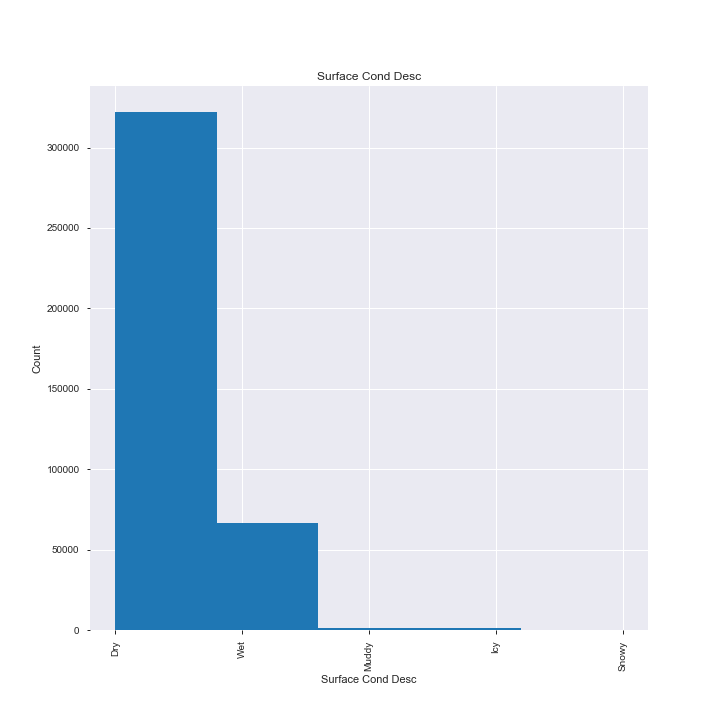 Surface Cond Desc
300000
250000
200000
150000
100000
50000
0
Count
Dry
Wet
Muddy
Icy
Snowy
Surface Cond Desc